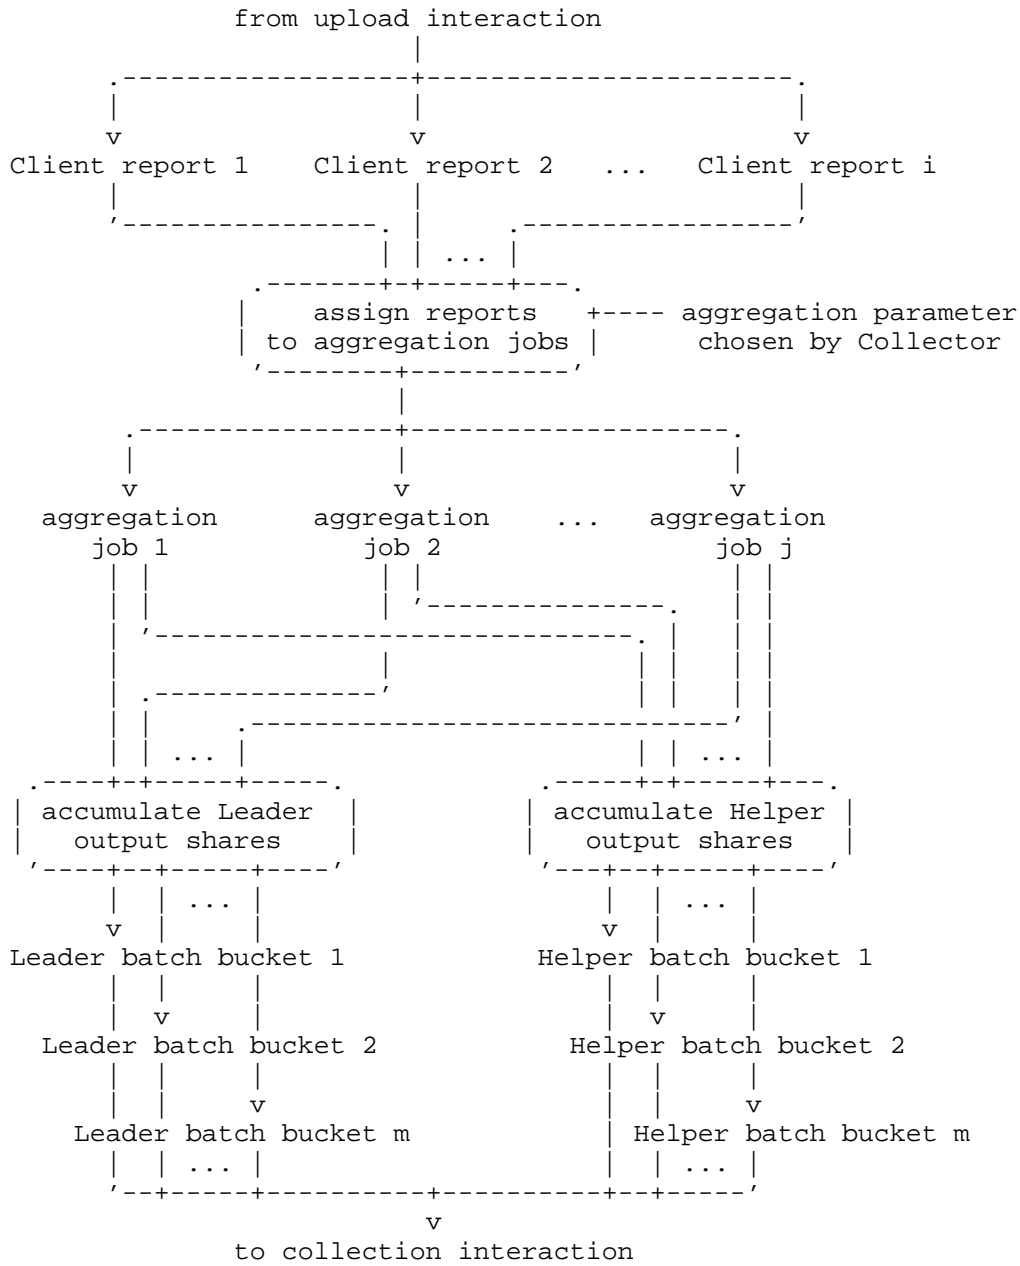 from upload interaction
Client report 1 Client report 2 ... Client report i
...
assign reports aggregation parameter
to aggregation jobs chosen by Collector
aggregation aggregation ... aggregation
job 1 job 2 job j
... ...
accumulate Leader accumulate Helper
output shares output shares
... ...
Leader batch bucket 1 Helper batch bucket 1
Leader batch bucket 2 Helper batch bucket 2
Leader batch bucket m Helper batch bucket m
... ...
to collection interaction